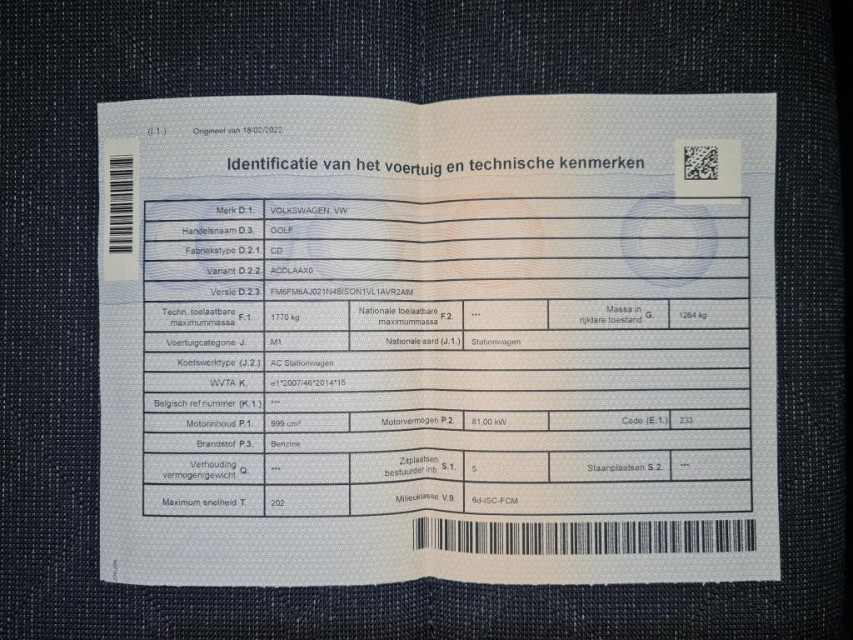 (I.1.) Origineel van 18/02/2022
Identificatie van het voertuig en technische kenmerken
Merk D.1. VOLKSWAGEN, VW
Handelsnaam D.3. GOLF
Fabriekstype D.2.1 CD
Variant D.2.2 ACDLAAX0
Versie D.2.3. FM6FM6AJ021N4BISON1VL1AVR2AM
Techn. toelaatbare maximummassa F.1. 1770 kg Nationale toelaatbare maximummassa F.2. --- Massa in rijklare toestand G. 1264 kg
Voertuigcategorie J. M1 Nationale aard (J.1.) Stationwagen
Koetswerktype (J.2.) AC Stationwagen
WVTA K. e1*2007/46*2014*15
Belgisch ref nummer (K.1.) ---
Motorinhoud P.1. 999 cm³ Motorvermogen P.2. 81.00 kW Code (E.1.) 233
Brandstof P.3. Benzine
Verhouding vermogen/gewicht Q. --- Zitplaatsen bestuurder inb. S.1. 5 Staanplaatsen S.2. ---
Maximum snelheid T. 202 Milieuklasse V.9. 6d-ISC-FCM